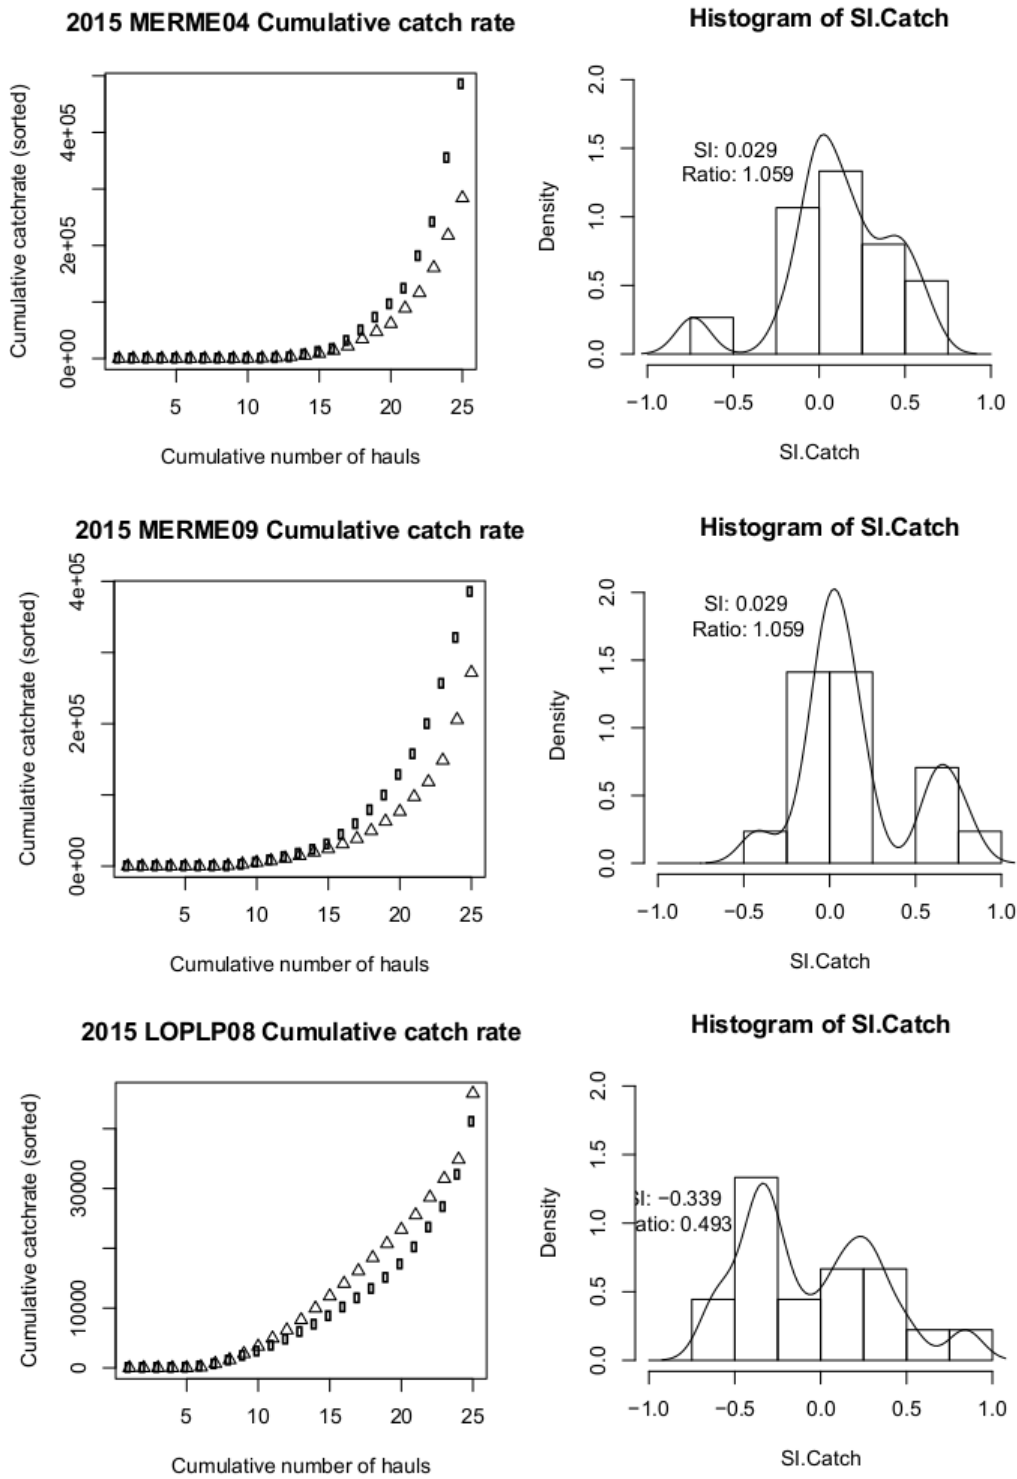 2015 MERME04 Cumulative catch rate
Cumulative catchrate (sorted)
0e+00 2e+05 4e+05
5 10 15 20 25
Cumulative number of hauls
Histogram of SI.Catch
SI: 0.029
Ratio: 1.059
Density
0.0 0.5 1.0 1.5 2.0
−1.0 −0.5 0.0 0.5 1.0
SI.Catch
2015 MERME09 Cumulative catch rate
Cumulative catchrate (sorted)
0e+00 2e+05 4e+05
5 10 15 20 25
Cumulative number of hauls
Histogram of SI.Catch
SI: 0.029
Ratio: 1.059
Density
0.0 0.5 1.0 1.5 2.0
−1.0 −0.5 0.0 0.5 1.0
SI.Catch
2015 LOPLP08 Cumulative catch rate
Cumulative catchrate (sorted)
0 10000 30000
5 10 15 20 25
Cumulative number of hauls
Histogram of SI.Catch
SI: −0.339
atio: 0.493
Density
0.0 0.5 1.0 1.5 2.0
−1.0 −0.5 0.0 0.5 1.0
SI.Catch